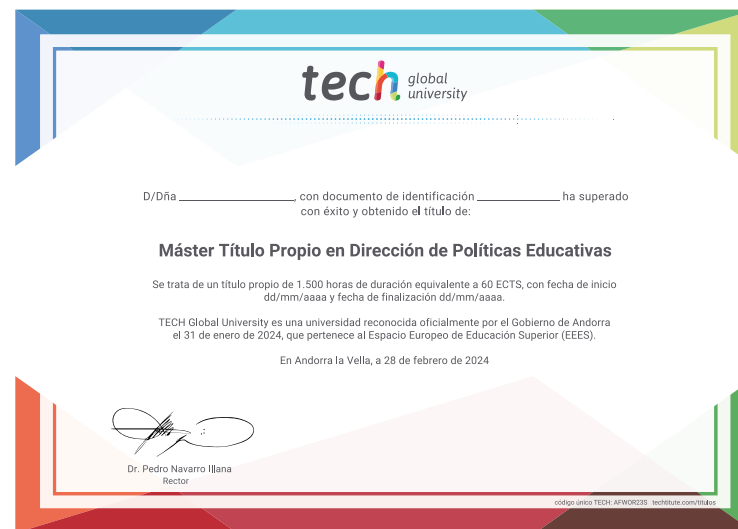 tech global university
D/Dña ______________, con documento de identificación ____________ ha superado
con éxito y obtenido el título de:
Máster Título Propio en Dirección de Políticas Educativas
Se trata de un título propio de 1.500 horas de duración equivalente a 60 ECTS, con fecha de inicio
dd/mm/aaaa y fecha de finalización dd/mm/aaaa.
TECH Global University es una universidad reconocida oficialmente por el Gobierno de Andorra
el 31 de enero de 2024, que pertenece al Espacio Europeo de Educación Superior (EEES).
En Andorra la Vella, a 28 de febrero de 2024
Dr. Pedro Navarro Illana
Rector
código único TECH: AFWOR23S techtitute.com/titulos